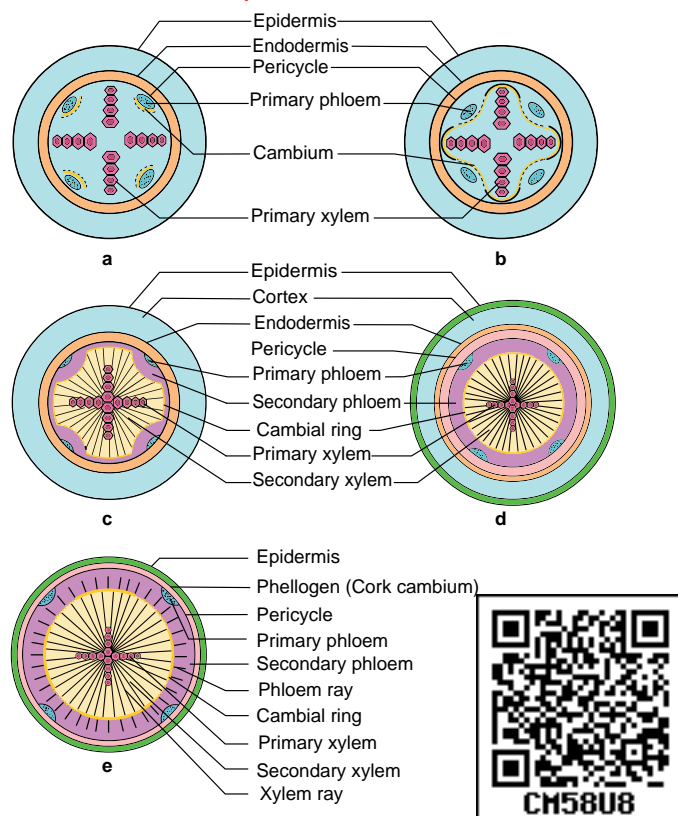 Epidermis
Endodermis
Pericycle
Primary phloem
Cambium
Primary xylem
a
b
Epidermis
Cortex
Endodermis
Pericycle
Primary phloem
Secondary phloem
Cambial ring
Primary xylem
Secondary xylem
c
d
Epidermis
Phellogen (Cork cambium)
Pericycle
Primary phloem
Secondary phloem
Phloem ray
Cambial ring
Primary xylem
Secondary xylem
Xylem ray
e
CM58U8